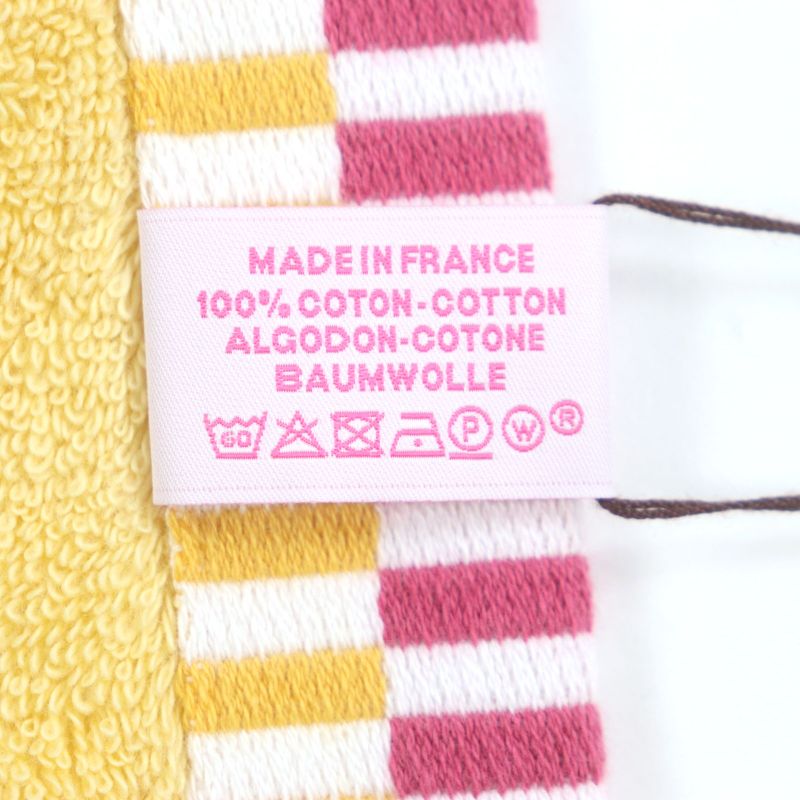 MADE IN FRANCE
100% COTON-COTTON
ALGODON-COTONE
BAUMWOLLE
60 P W ®